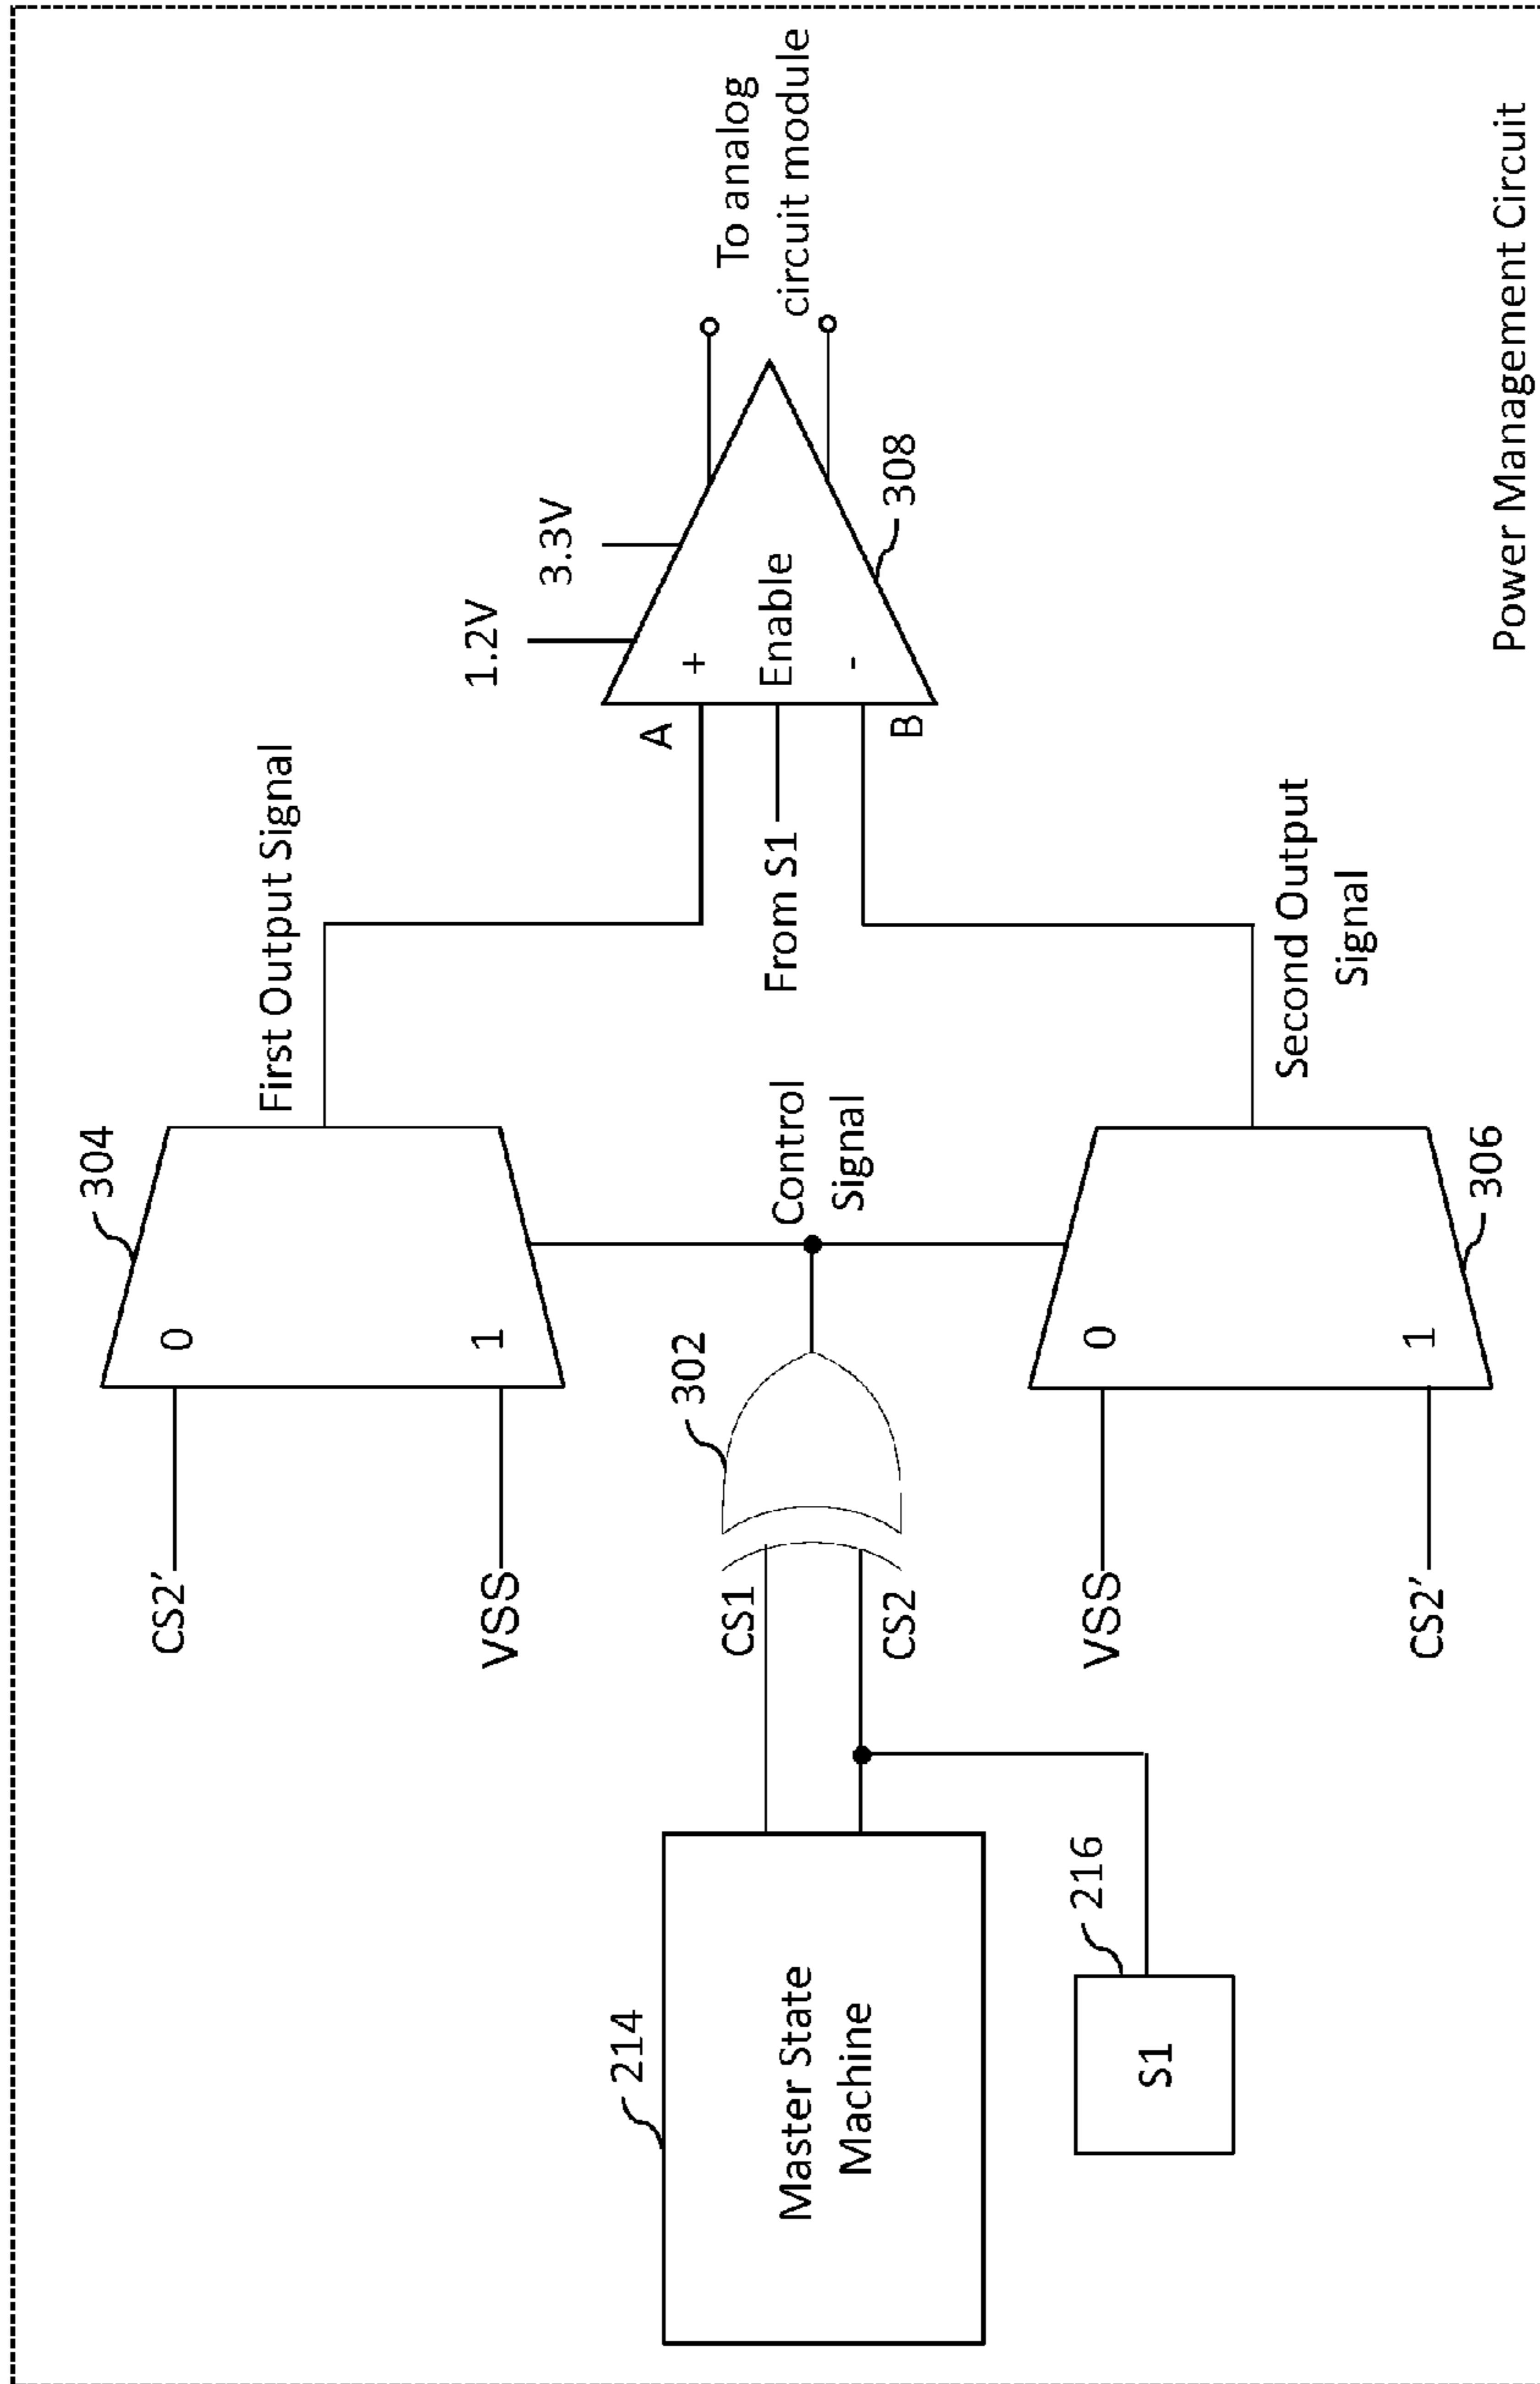 304
First Output Signal
0
1
CS2'
VSS
1.2V
3.3V
A
+
To analog
circuit module
214
Master State
Machine
CS1
CS2
302
Control
Signal
From S1
Enable
-
B
308
216
S1
VSS
CS2'
0
1
Second Output
Signal
306
Power Management Circuit